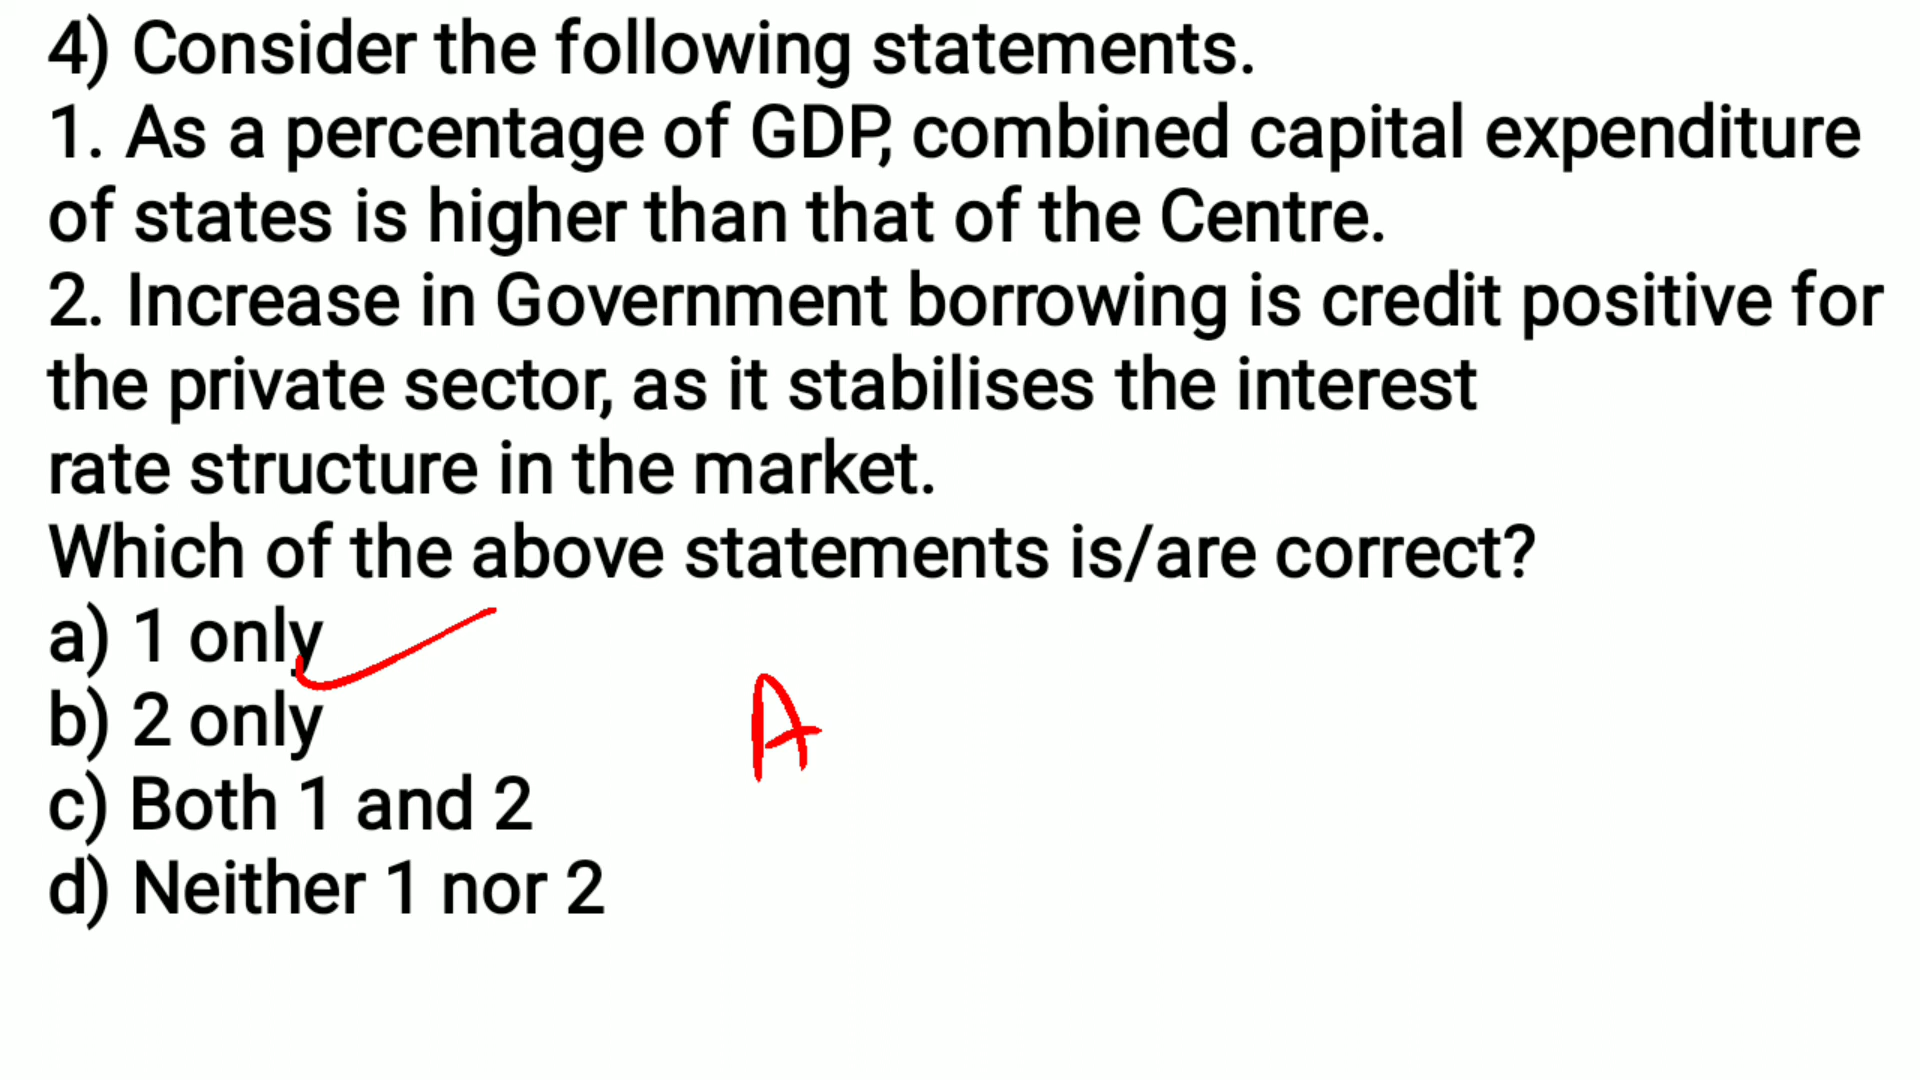 4) Consider the following statements.
1. As a percentage of GDP, combined capital expenditure
of states is higher than that of the Centre.
2. Increase in Government borrowing is credit positive for
the private sector, as it stabilises the interest
rate structure in the market.
Which of the above statements is/are correct?
a) 1 only
b) 2 only
A
c) Both 1 and 2
d) Neither 1 nor 2